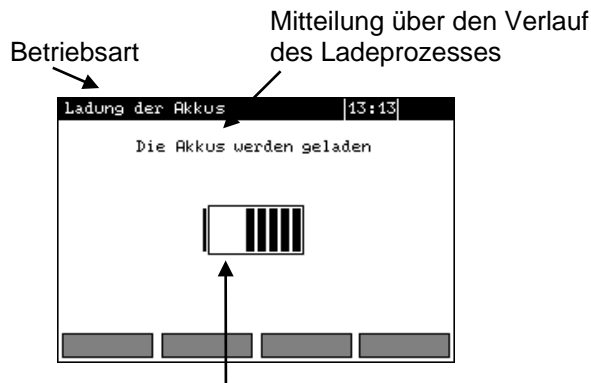 Mitteilung über den Verlauf
des Ladeprozesses
Betriebsart
Ladung der Akkus 13:13
Die Akkus werden geladen